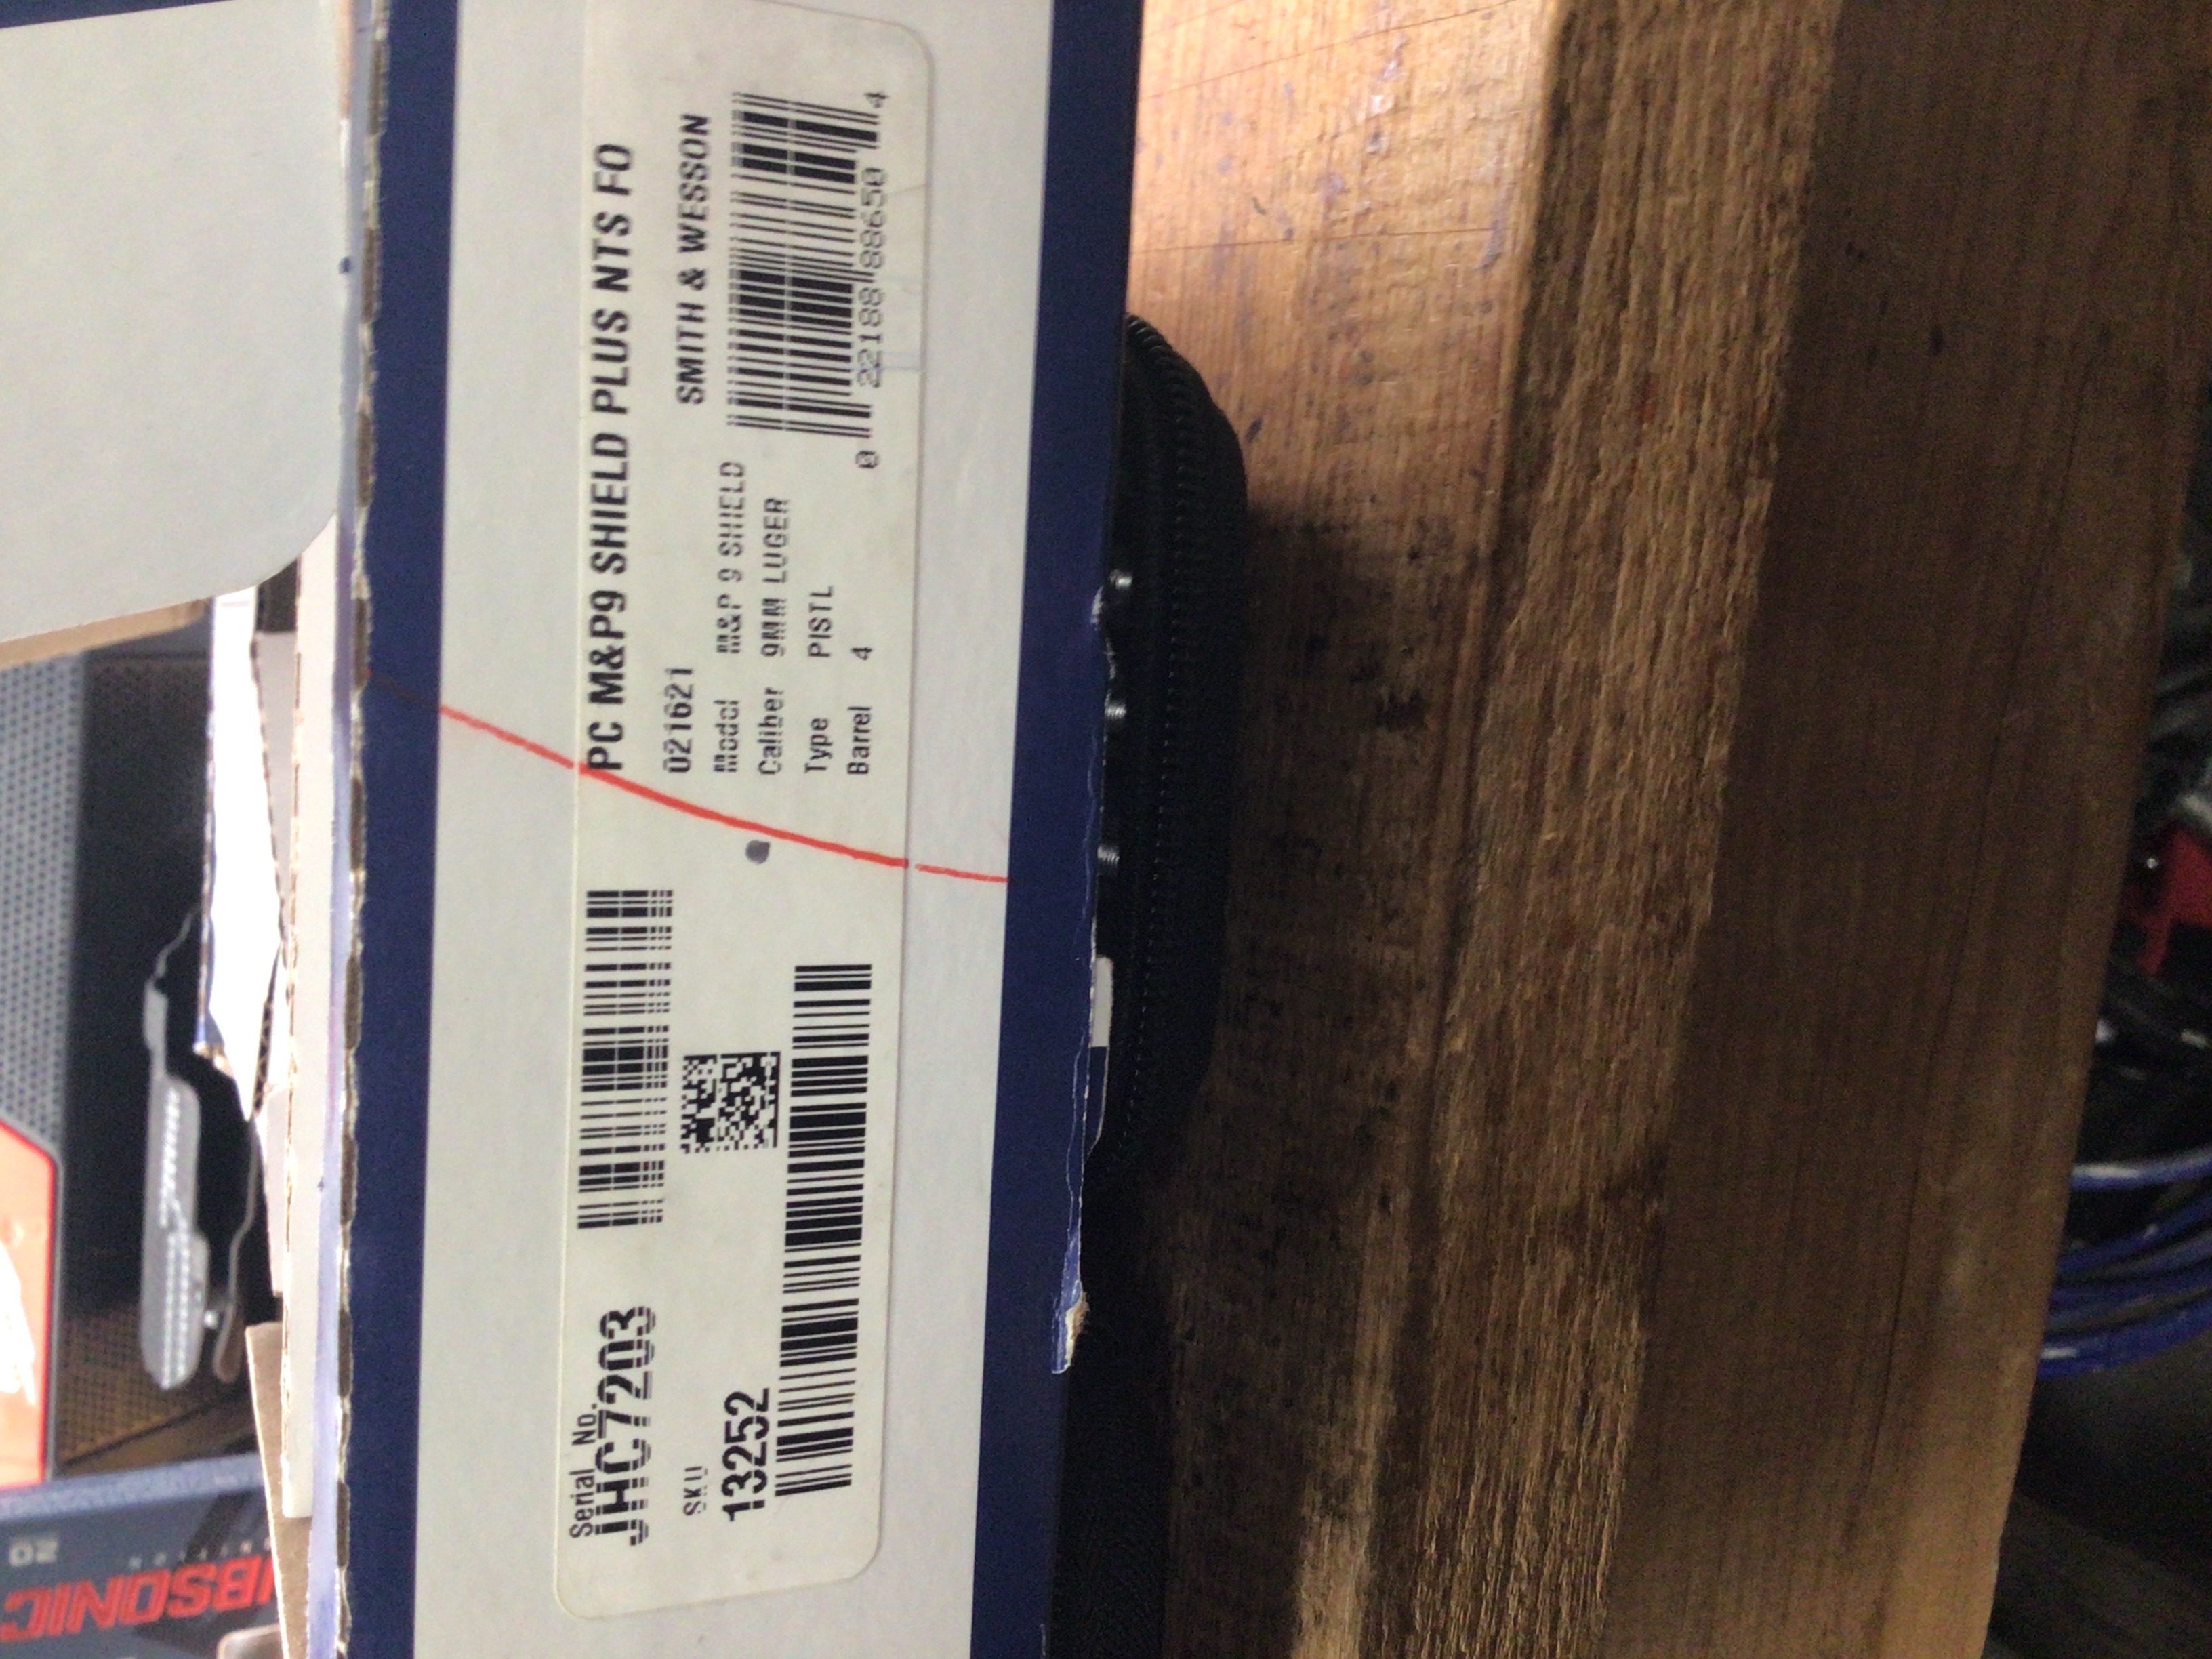 PC M&P9 SHIELD PLUS NTS FO
021621
SMITH & WESSON
Model M&P 9 SHIELD
Caliber 9MM LUGER
Type PISTL
Barrel 4
0 22188 88650 4
Serial No.
JHC7203
SKU
13252
20